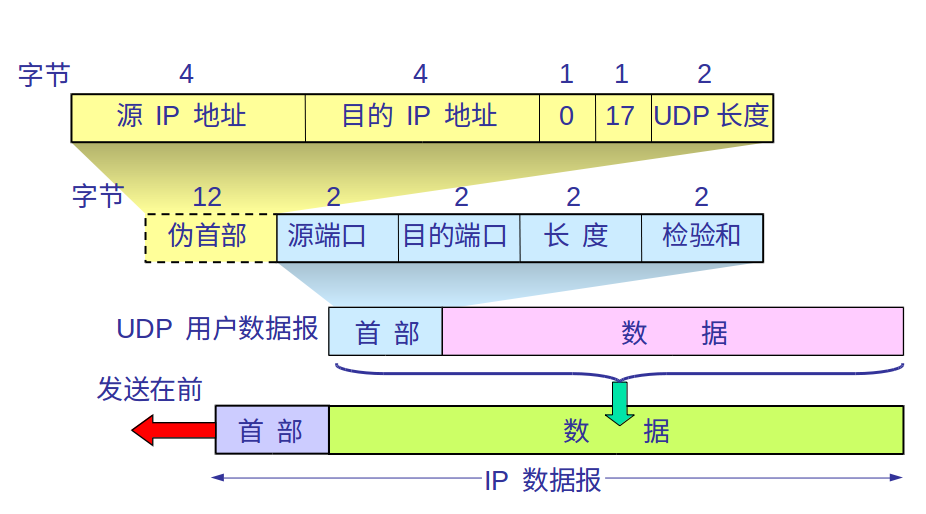 字节 4 4 1 1 2
源 IP 地址 目的 IP 地址 0 17 UDP 长度
字节 12 2 2 2 2
伪首部 源端口 目的端口 长 度 检验和
UDP 用户数据报 首 部 数 据
发送在前
首 部 数 据
IP 数据报